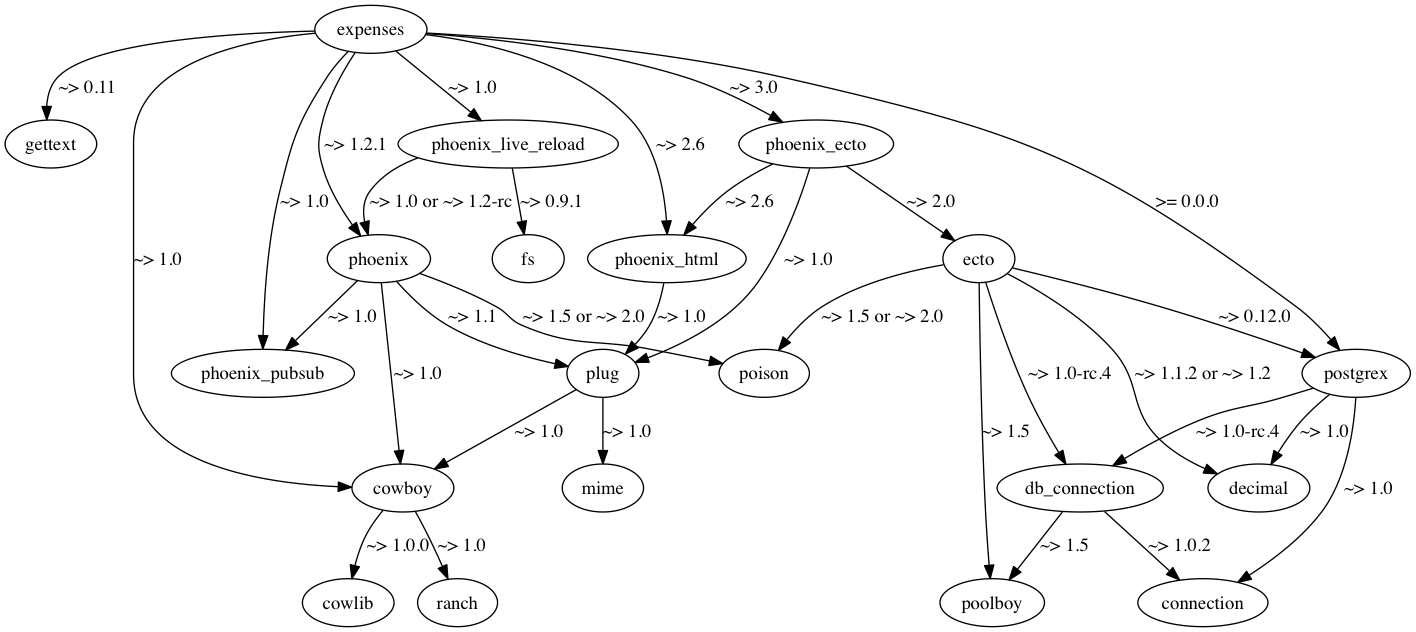 expenses
~> 0.11
~> 1.0
~> 3.0
gettext
~> 1.2.1
phoenix_live_reload
~> 2.6
phoenix_ecto
~> 1.0
~> 1.0 or ~> 1.2-rc
~> 0.9.1
~> 2.6
~> 2.0
>= 0.0.0
~> 1.0
phoenix
fs
phoenix_html
~> 1.0
ecto
~> 1.0
~> 1.1
~> 1.5 or ~> 2.0
~> 1.0
~> 1.5 or ~> 2.0
~> 0.12.0
phoenix_pubsub
~> 1.0
plug
poison
~> 1.0-rc.4
~> 1.1.2 or ~> 1.2
postgrex
~> 1.0
~> 1.0
~> 1.5
~> 1.0-rc.4
~> 1.0
cowboy
mime
db_connection
decimal
~> 1.0
~> 1.0.0
~> 1.0
~> 1.5
~> 1.0.2
cowlib
ranch
poolboy
connection